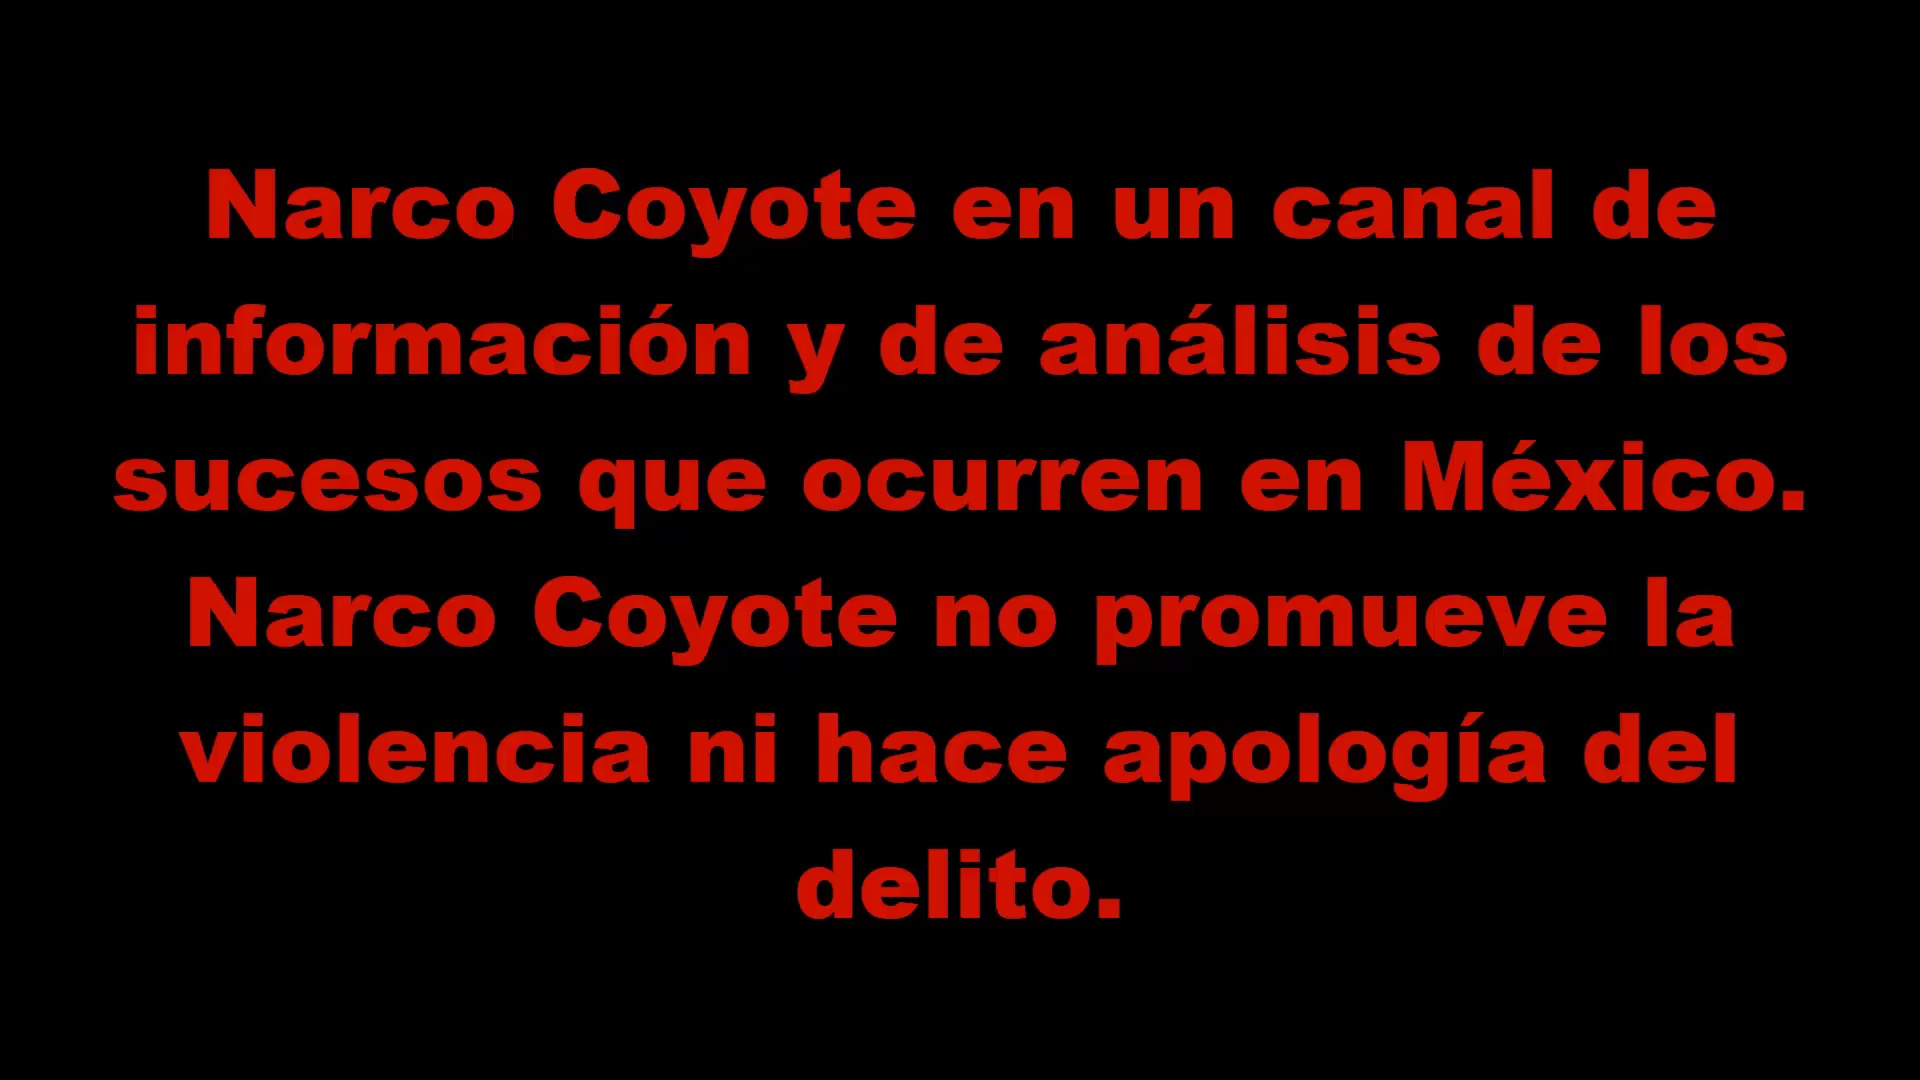 Narco Coyote en un canal de
información y de análisis de los
sucesos que ocurren en México.
Narco Coyote no promueve la
violencia ni hace apología del
delito.